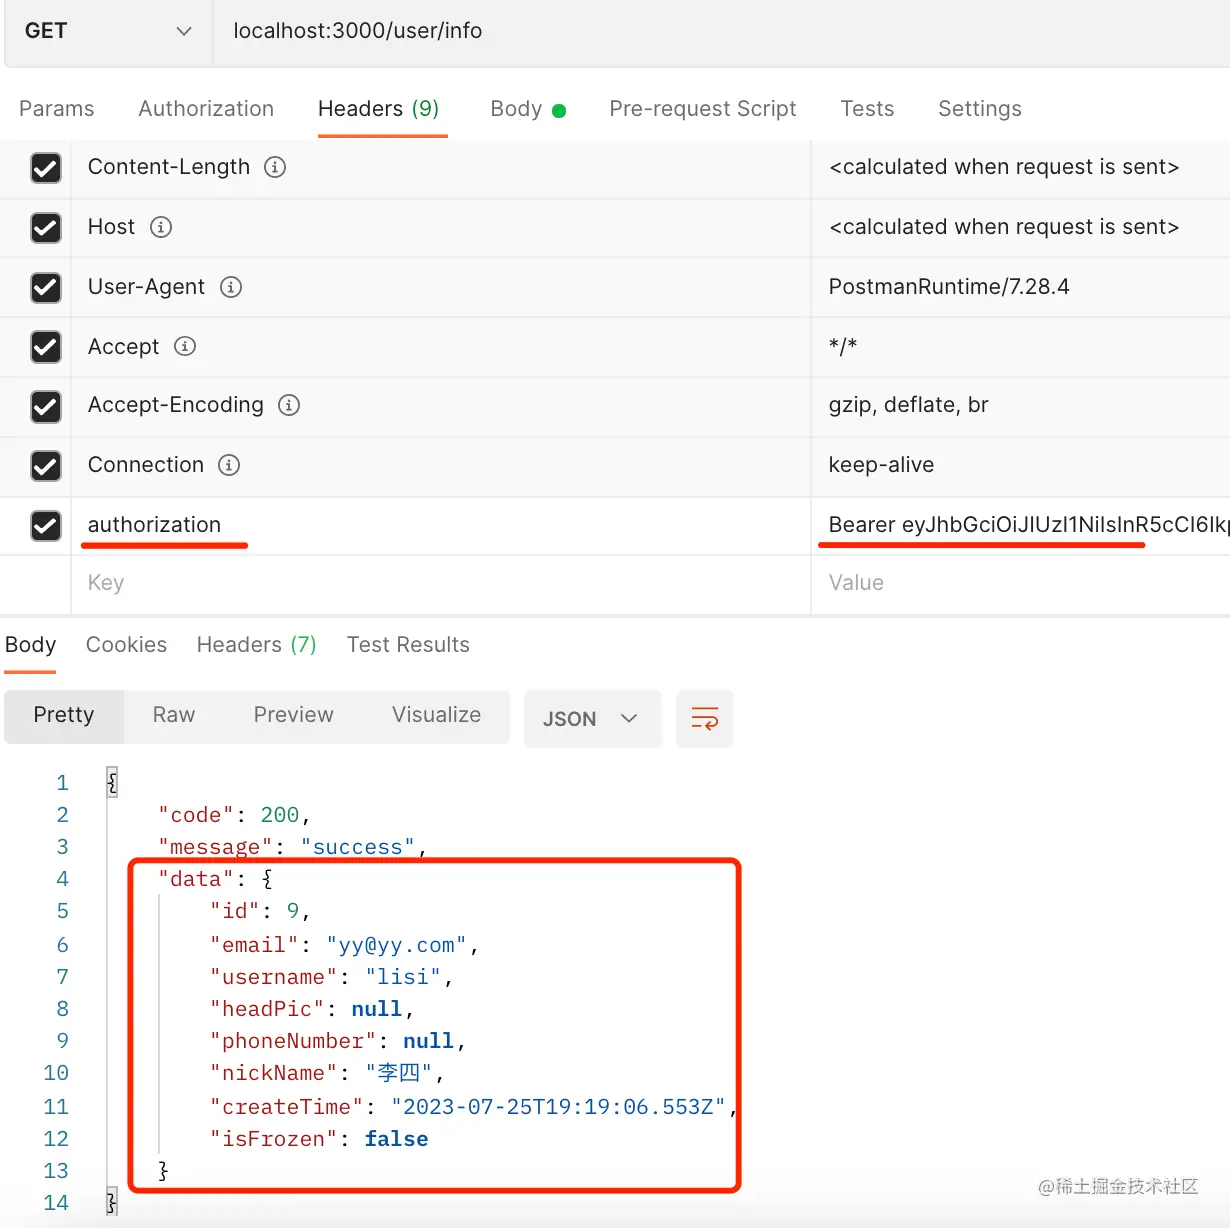 GET localhost:3000/user/info
Params Authorization Headers (9) Body Pre-request Script Tests Settings
Content-Length <calculated when request is sent>
Host <calculated when request is sent>
User-Agent PostmanRuntime/7.28.4
Accept */*
Accept-Encoding gzip, deflate, br
Connection keep-alive
authorization Bearer eyJhbGciOiJIUzI1NiIsInR5cCI6Ikp
Key Value
Body Cookies Headers (7) Test Results
Pretty Raw Preview Visualize JSON
1 {
2 "code": 200,
3 "message": "success",
4 "data": {
5 "id": 9,
6 "email": "yy@yy.com",
7 "username": "lisi",
8 "headPic": null,
9 "phoneNumber": null,
10 "nickName": "李四",
11 "createTime": "2023-07-25T19:19:06.553Z",
12 "isFrozen": false
13 }
14 }
@稀土掘金技术社区